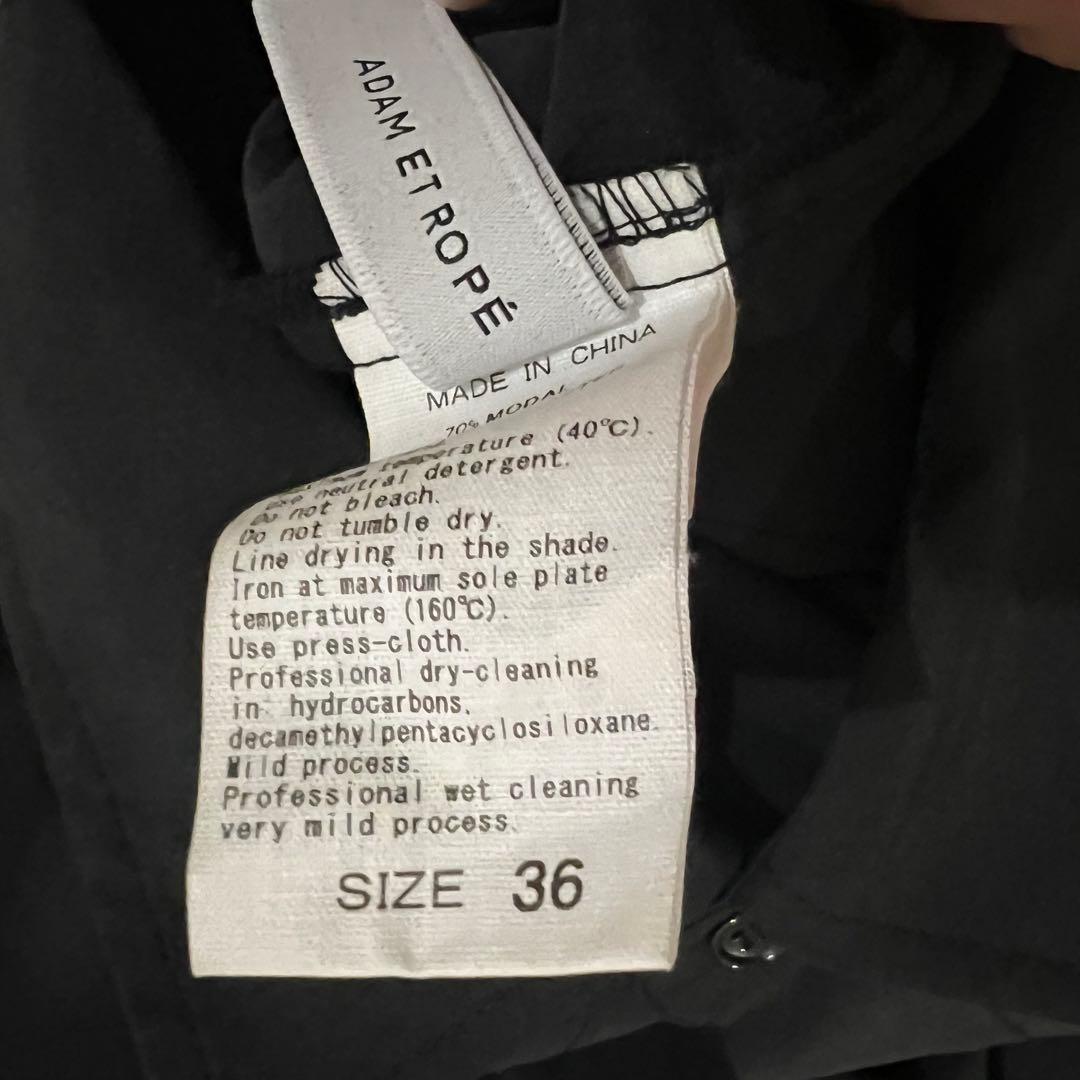 ADAM ET ROPÉ
MADE IN CHINA
70% MODAL
temperature (40℃).
neutral detergent.
Do not bleach.
Do not tumble dry.
Line drying in the shade.
Iron at maximum sole plate
temperature (160℃).
Use press-cloth.
Professional dry-cleaning
in hydrocarbons,
decamethylpentacyclosiloxane.
Mild process.
Professional wet cleaning
very mild process.
SIZE 36